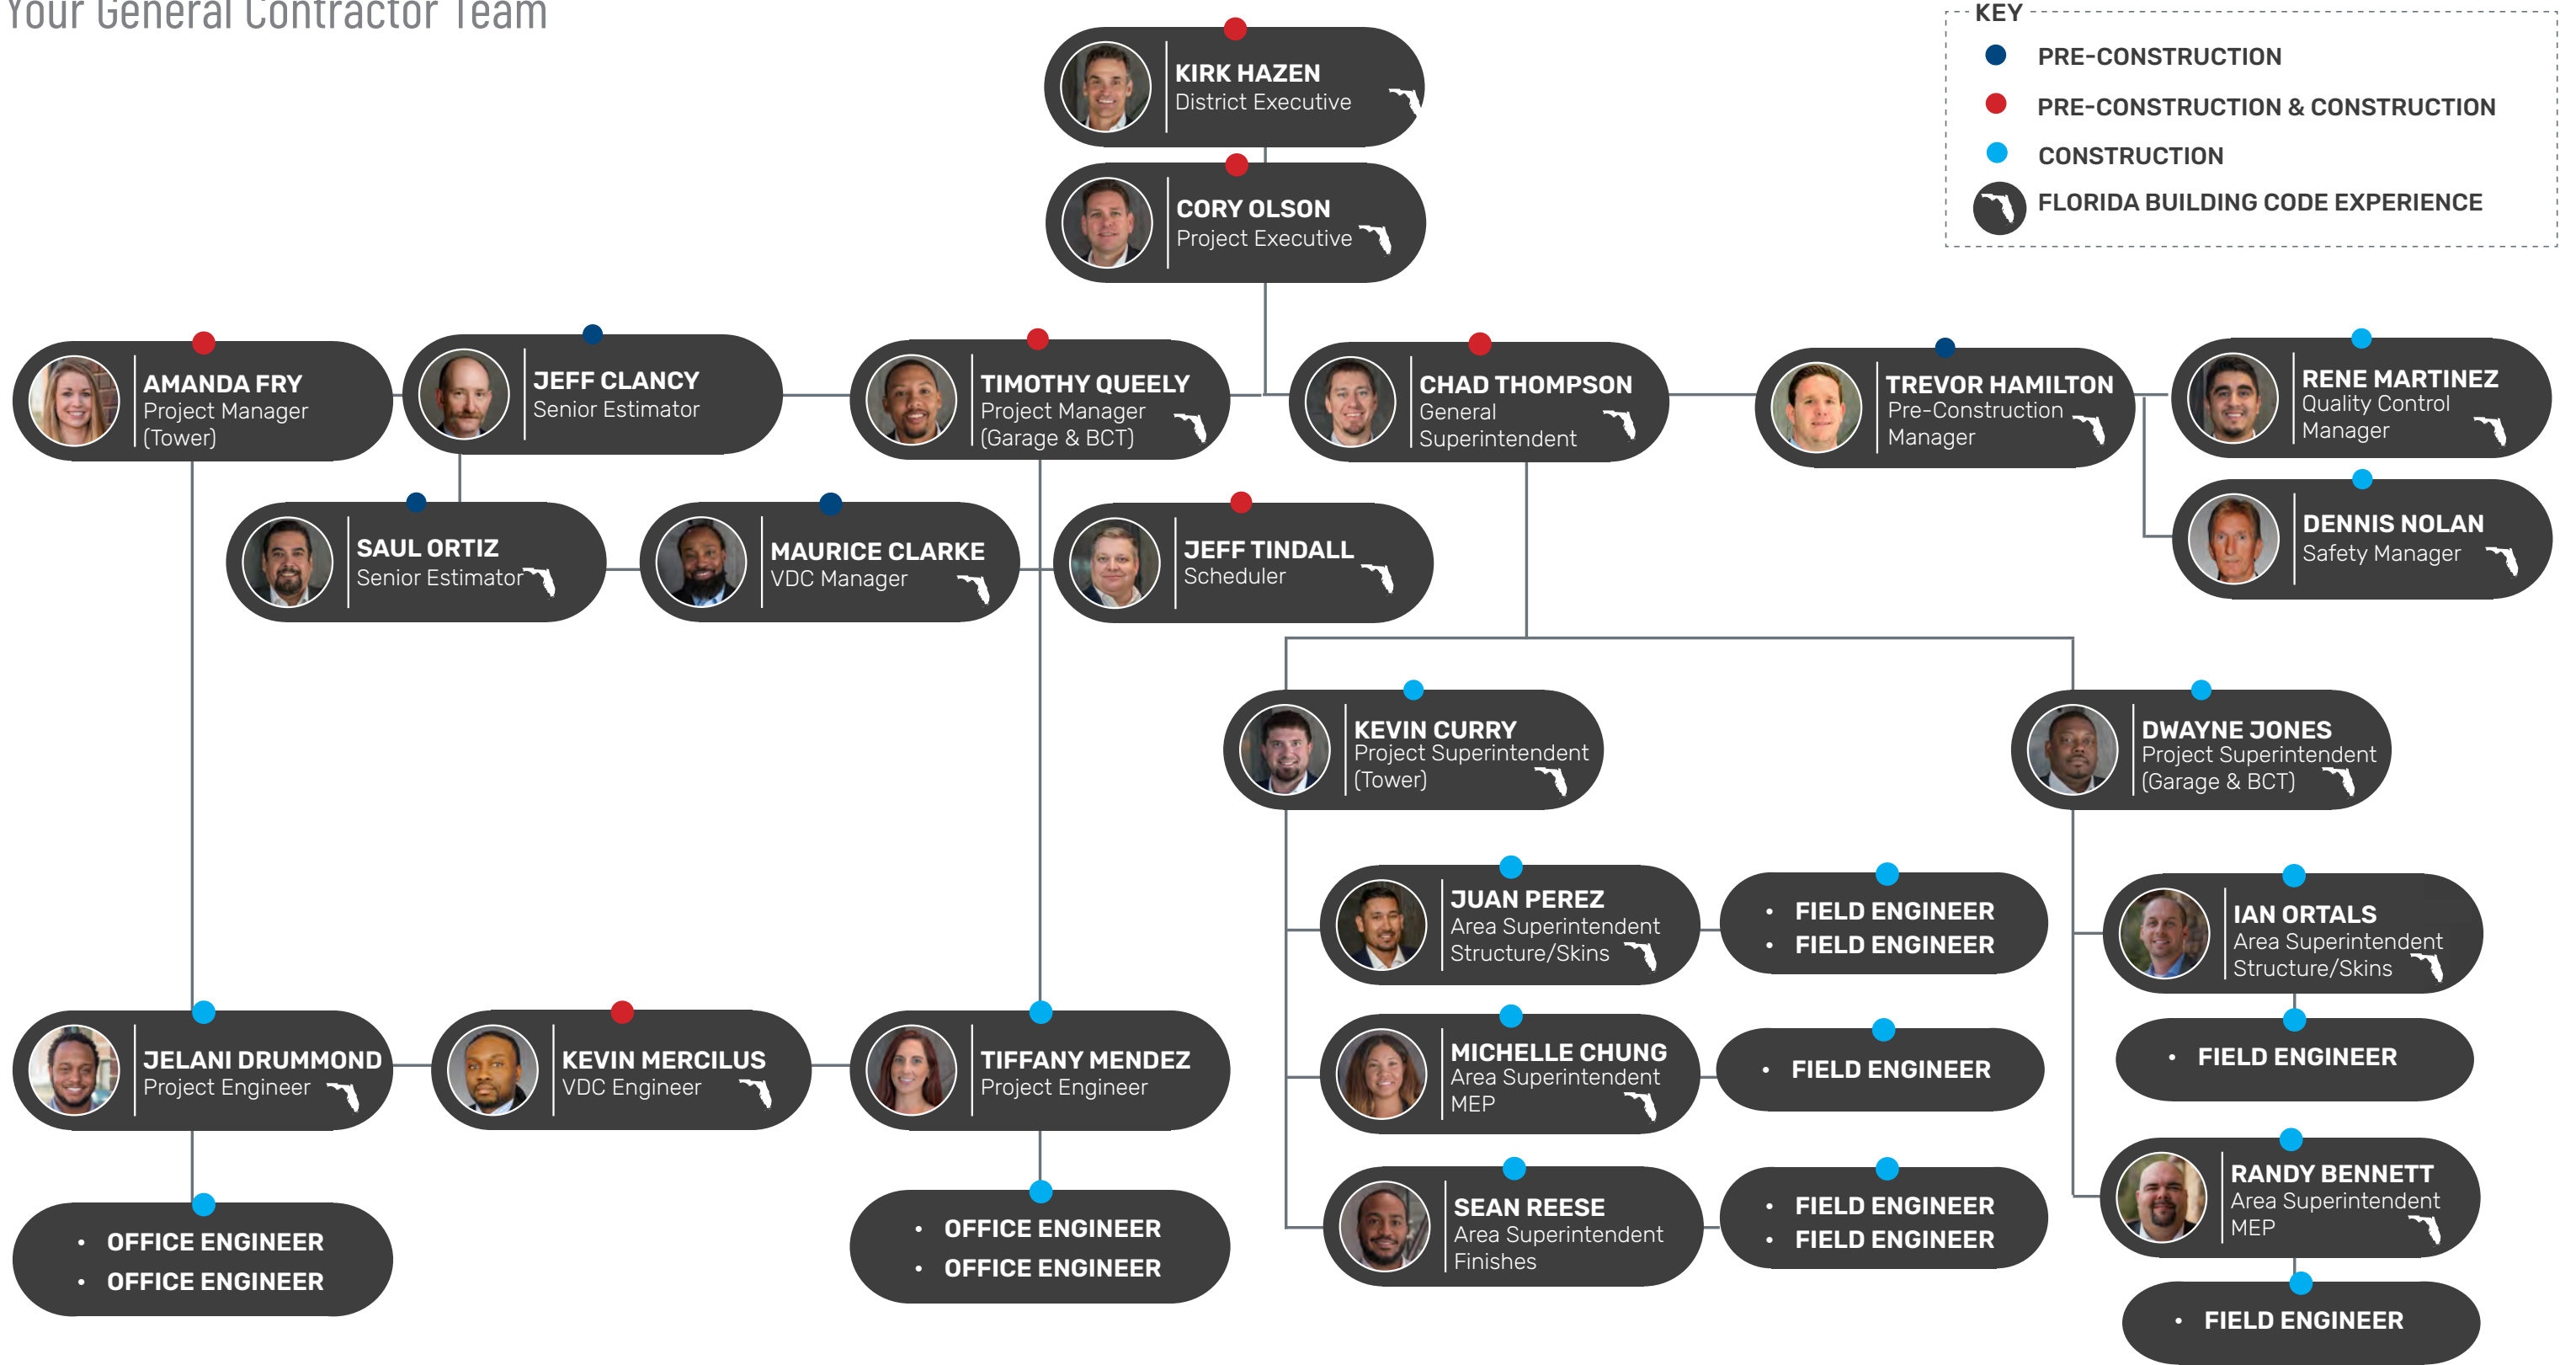 Your General Contractor Team
KEY
PRE-CONSTRUCTION
PRE-CONSTRUCTION & CONSTRUCTION
CONSTRUCTION
FLORIDA BUILDING CODE EXPERIENCE
KIRK HAZEN
District Executive
CORY OLSON
Project Executive
AMANDA FRY
Project Manager
(Tower)
JEFF CLANCY
Senior Estimator
TIMOTHY QUEELY
Project Manager
(Garage & BCT)
CHAD THOMPSON
General
Superintendent
TREVOR HAMILTON
Pre-Construction
Manager
RENE MARTINEZ
Quality Control
Manager
SAUL ORTIZ
Senior Estimator
MAURICE CLARKE
VDC Manager
JEFF TINDALL
Scheduler
DENNIS NOLAN
Safety Manager
KEVIN CURRY
Project Superintendent
(Tower)
DWAYNE JONES
Project Superintendent
(Garage & BCT)
JUAN PEREZ
Area Superintendent
Structure/Skins
• FIELD ENGINEER
• FIELD ENGINEER
IAN ORTALS
Area Superintendent
Structure/Skins
• FIELD ENGINEER
JELANI DRUMMOND
Project Engineer
KEVIN MERCILUS
VDC Engineer
TIFFANY MENDEZ
Project Engineer
MICHELLE CHUNG
Area Superintendent
MEP
• FIELD ENGINEER
RANDY BENNETT
Area Superintendent
MEP
• FIELD ENGINEER
• OFFICE ENGINEER
• OFFICE ENGINEER
• OFFICE ENGINEER
• OFFICE ENGINEER
SEAN REESE
Area Superintendent
Finishes
• FIELD ENGINEER
• FIELD ENGINEER